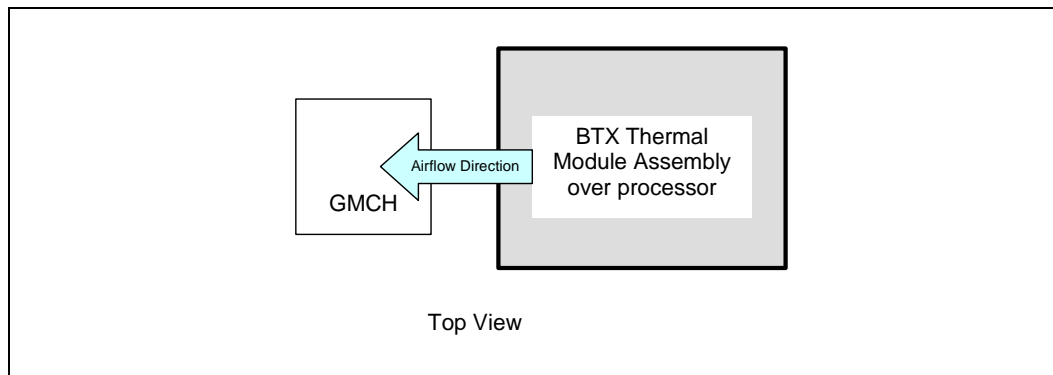 GMCH
Airflow Direction
BTX Thermal
Module Assembly
over processor
Top View